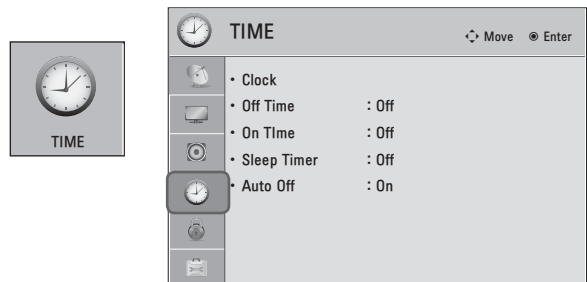 TIME
TIME
Move Enter
• Clock
• Off Time : Off
• On TIme : Off
• Sleep Timer : Off
• Auto Off : On